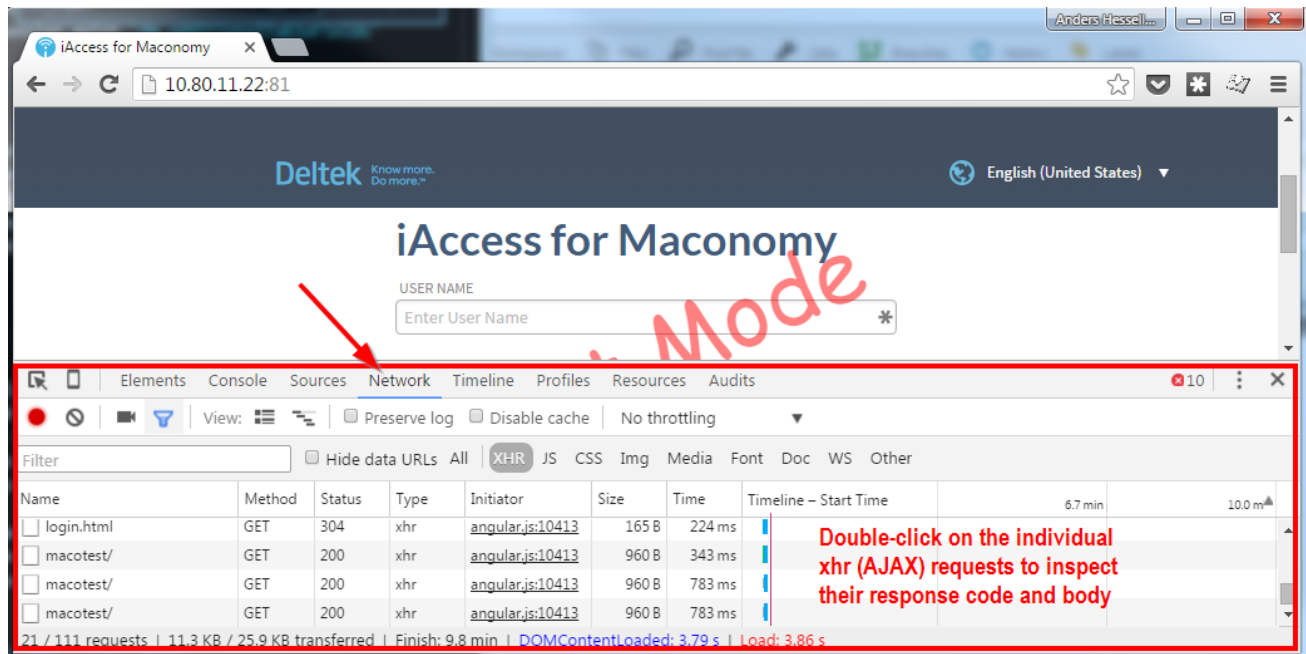 Anders Hessell...
iAccess for Maconomy
10.80.11.22:81
Deltek Know more. Do more.™
English (United States)
iAccess for Maconomy
USER NAME
Enter User Name
Mode
Elements Console Sources Network Timeline Profiles Resources Audits 10
View: Preserve log Disable cache No throttling
Filter Hide data URLs All XHR JS CSS Img Media Font Doc WS Other
Name Method Status Type Initiator Size Time Timeline – Start Time 6.7 min 10.0 m
login.html GET 304 xhr angular.js:10413 165 B 224 ms
macotest/ GET 200 xhr angular.js:10413 960 B 343 ms
macotest/ GET 200 xhr angular.js:10413 960 B 783 ms
macotest/ GET 200 xhr angular.js:10413 960 B 783 ms
Double-click on the individual
xhr (AJAX) requests to inspect
their response code and body
21 / 111 requests | 11.3 KB / 25.9 KB transferred | Finish: 9.8 min | DOMContentLoaded: 3.79 s | Load: 3.86 s